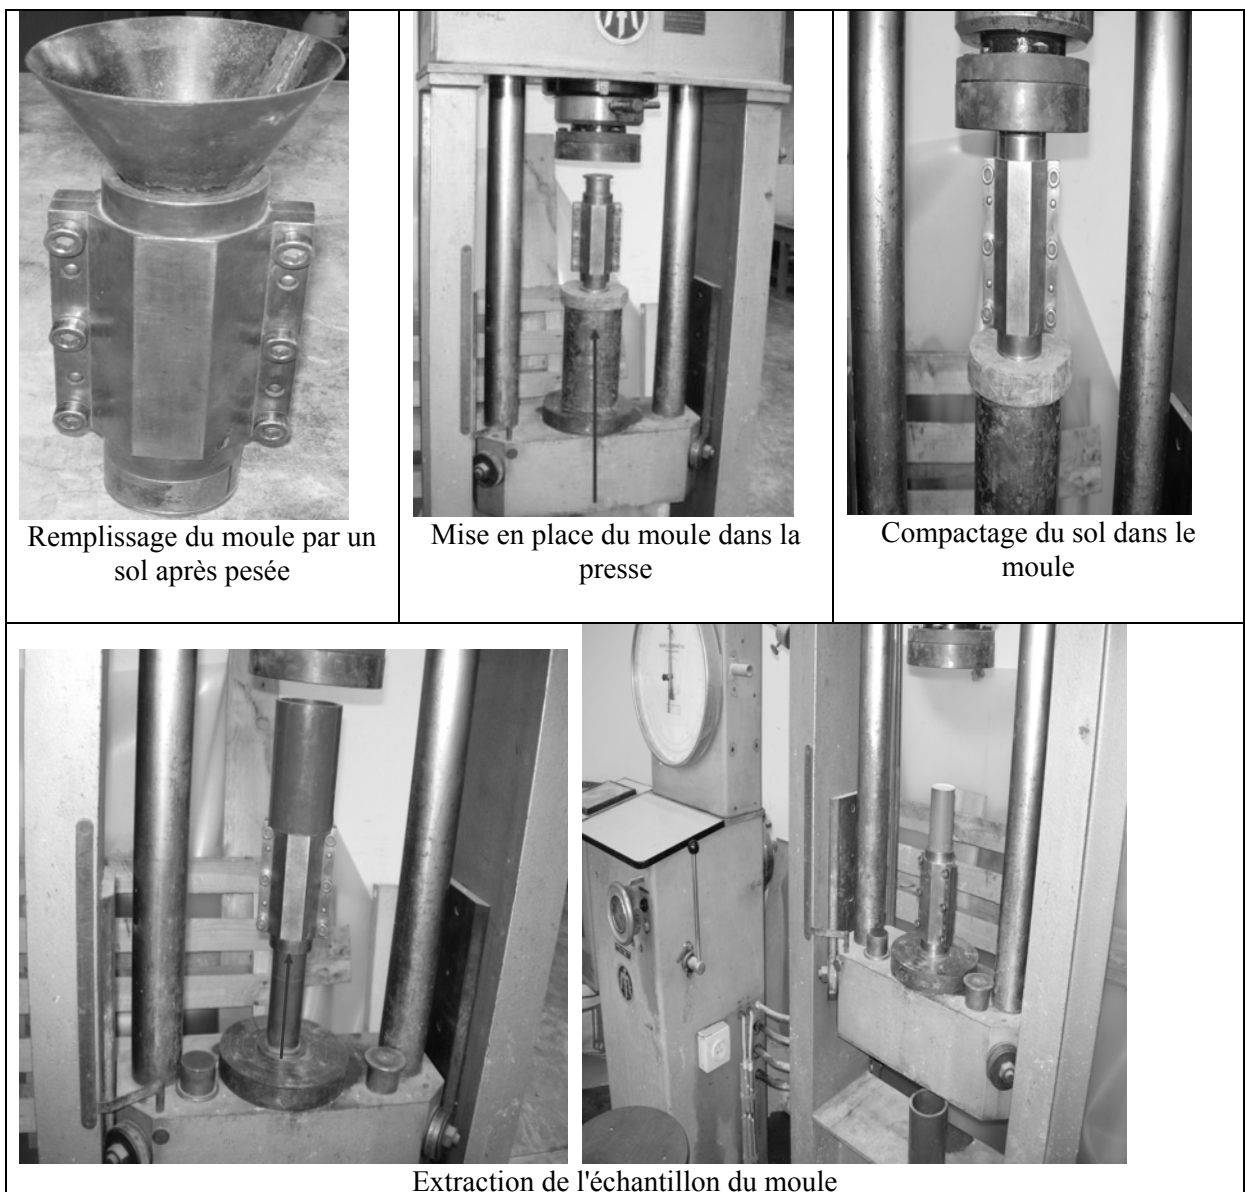 Remplissage du moule par un
sol après pesée
Mise en place du moule dans la
presse
Compactage du sol dans le
moule
Extraction de l'échantillon du moule